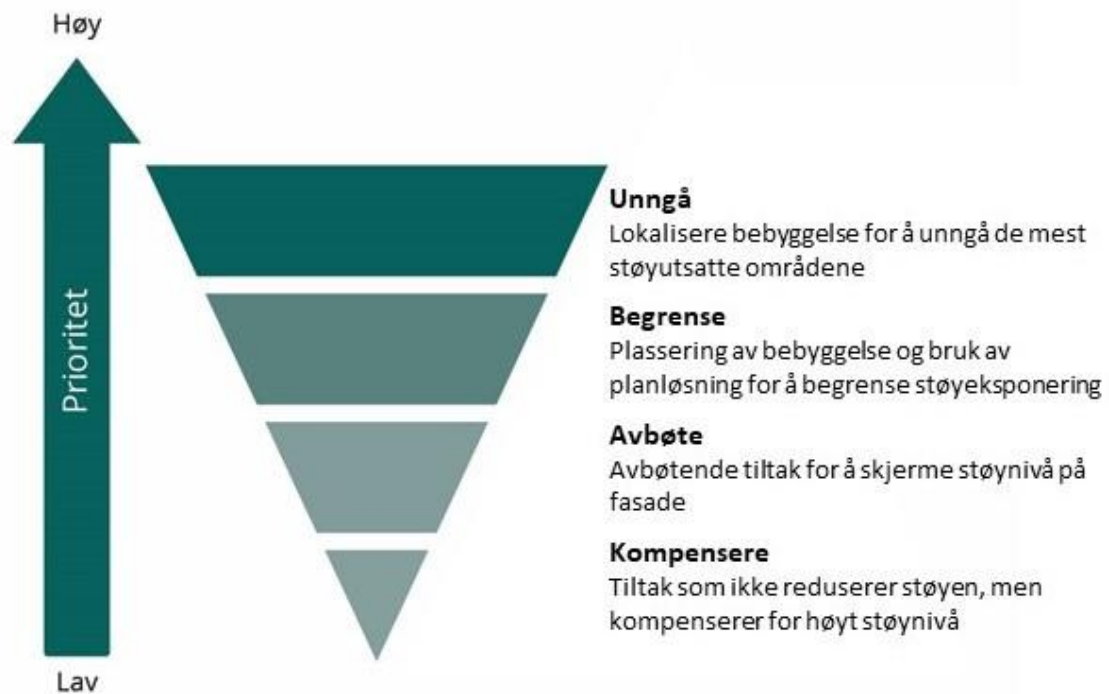 Høy
Prioritet
Lav
Unngå
Lokalisere bebyggelse for å unngå de mest
støyutsatte områdene
Begrense
Plassering av bebyggelse og bruk av
planløsning for å begrense støyeksponering
Avbøte
Avbøtende tiltak for å skjerme støynivå på
fasade
Kompensere
Tiltak som ikke reduserer støyen, men
kompenserer for høyt støynivå